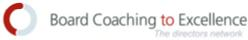 Board Coaching to Excellence
The directors network